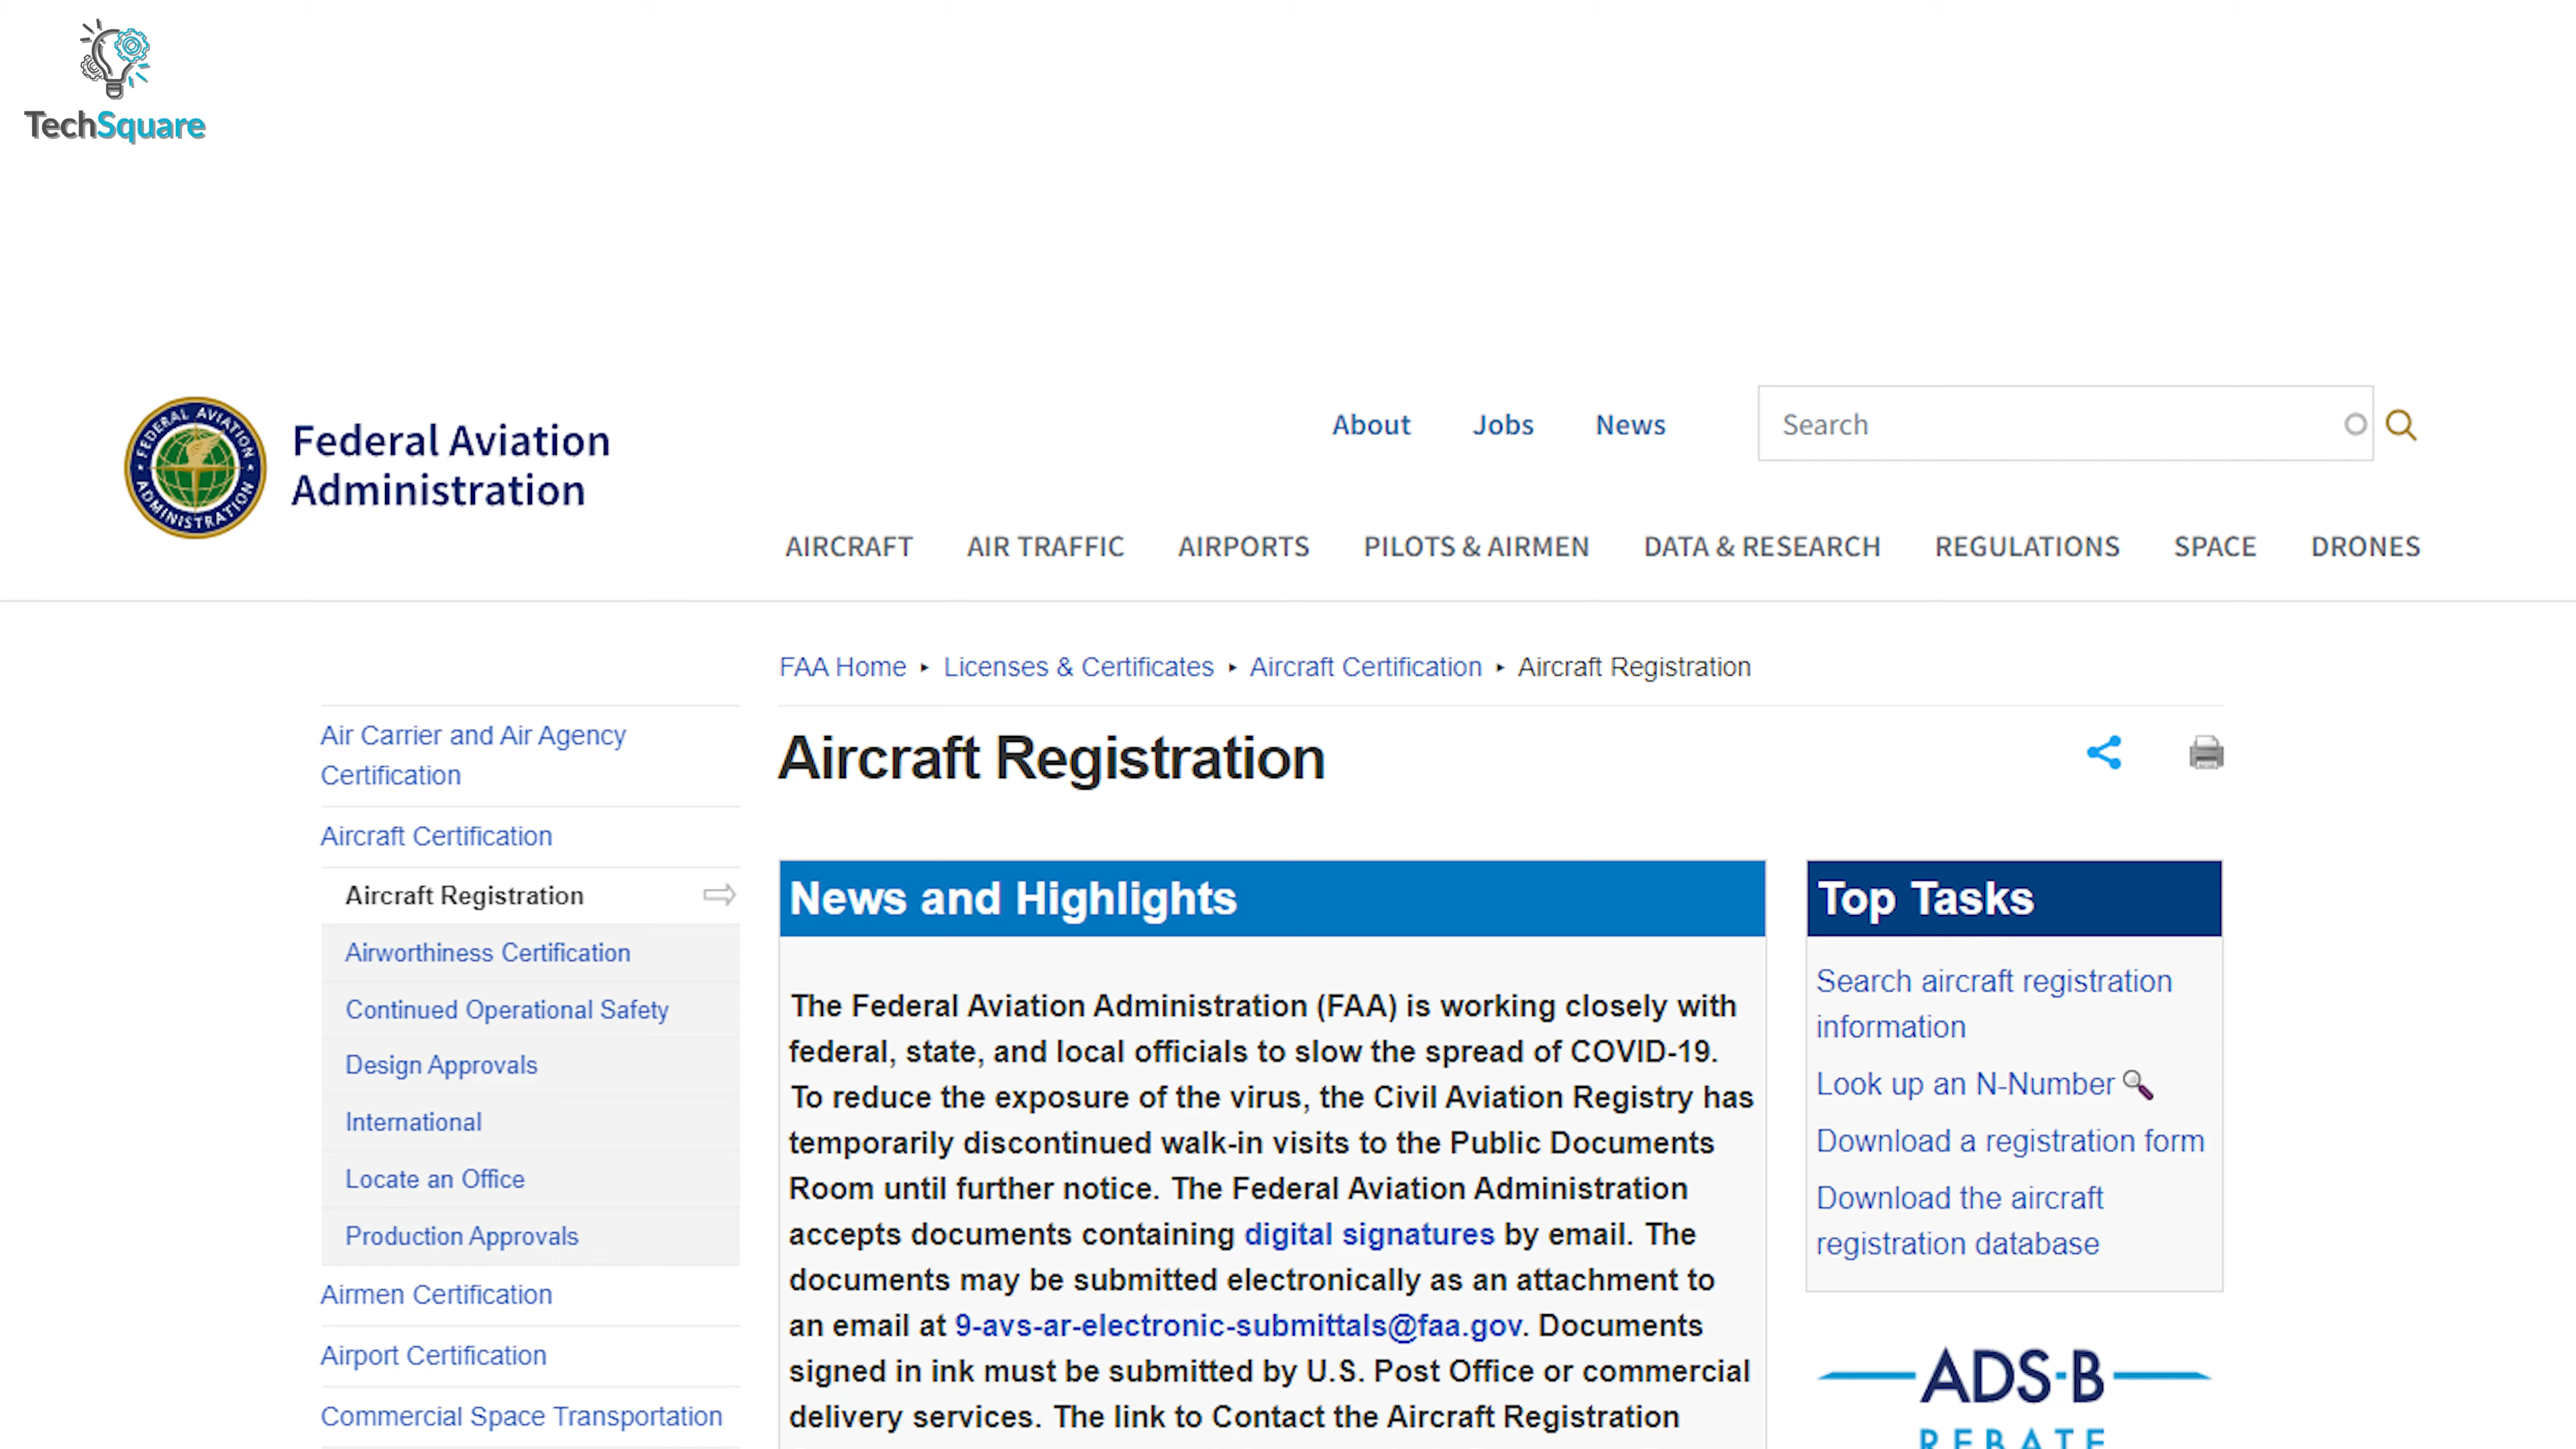 TechSquare
FEDERAL AVIATION ADMINISTRATION
Federal Aviation
Administration
About Jobs News Search
AIRCRAFT AIR TRAFFIC AIRPORTS PILOTS & AIRMEN DATA & RESEARCH REGULATIONS SPACE DRONES
FAA Home ‣ Licenses & Certificates ‣ Aircraft Certification ‣ Aircraft Registration
Air Carrier and Air Agency
Certification
Aircraft Certification
Aircraft Registration
Airworthiness Certification
Continued Operational Safety
Design Approvals
International
Locate an Office
Production Approvals
Airmen Certification
Airport Certification
Commercial Space Transportation
Aircraft Registration
News and Highlights
The Federal Aviation Administration (FAA) is working closely with
federal, state, and local officials to slow the spread of COVID-19.
To reduce the exposure of the virus, the Civil Aviation Registry has
temporarily discontinued walk-in visits to the Public Documents
Room until further notice. The Federal Aviation Administration
accepts documents containing digital signatures by email. The
documents may be submitted electronically as an attachment to
an email at 9-avs-ar-electronic-submittals@faa.gov. Documents
signed in ink must be submitted by U.S. Post Office or commercial
delivery services. The link to Contact the Aircraft Registration
Top Tasks
Search aircraft registration
information
Look up an N-Number
Download a registration form
Download the aircraft
registration database
ADS-B
REBATE